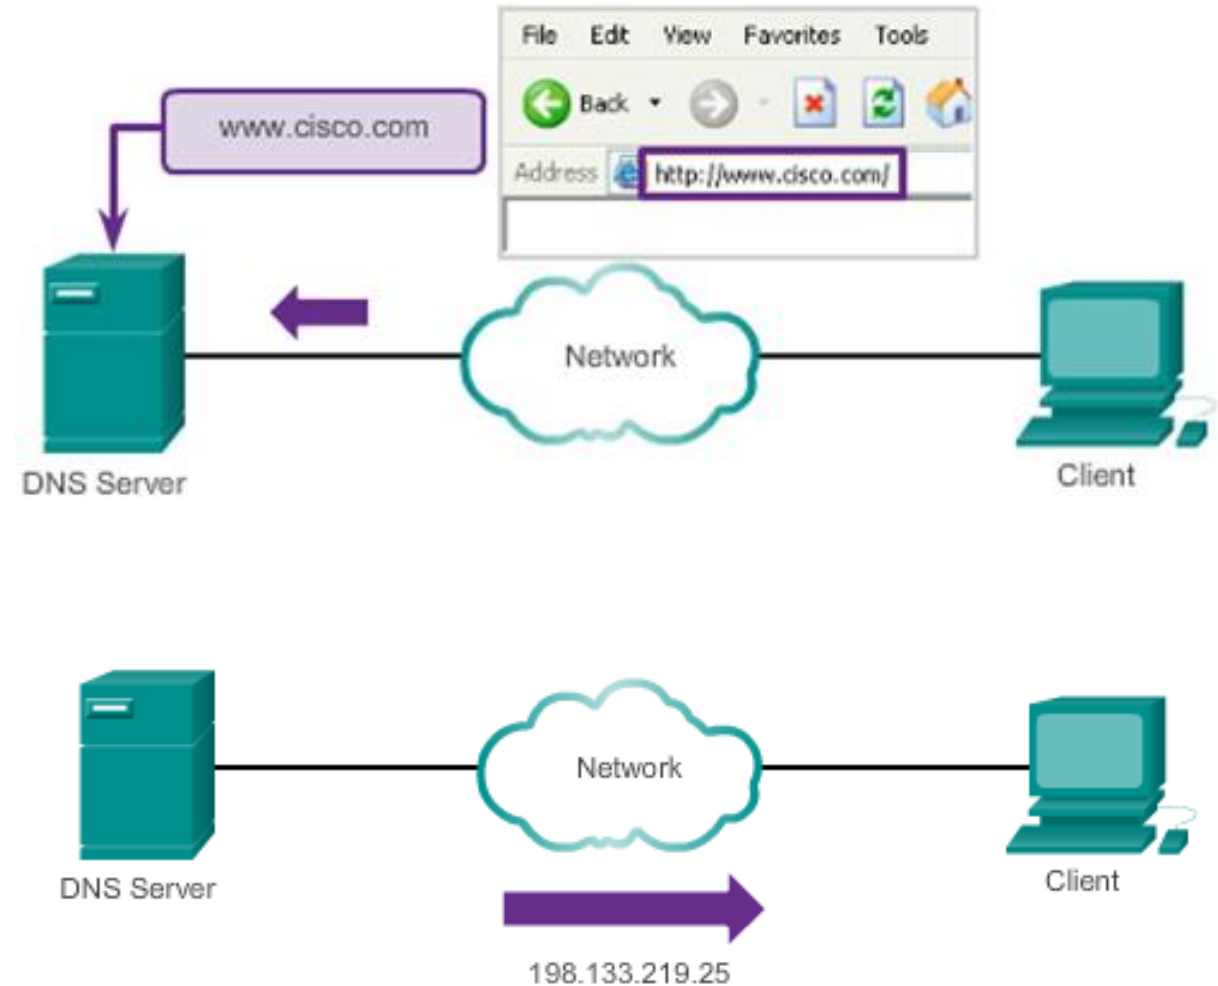 File Edit View Favorites Tools
Back
www.cisco.com
Address http://www.cisco.com/
Network
DNS Server
Client
Network
DNS Server
Client
198.133.219.25